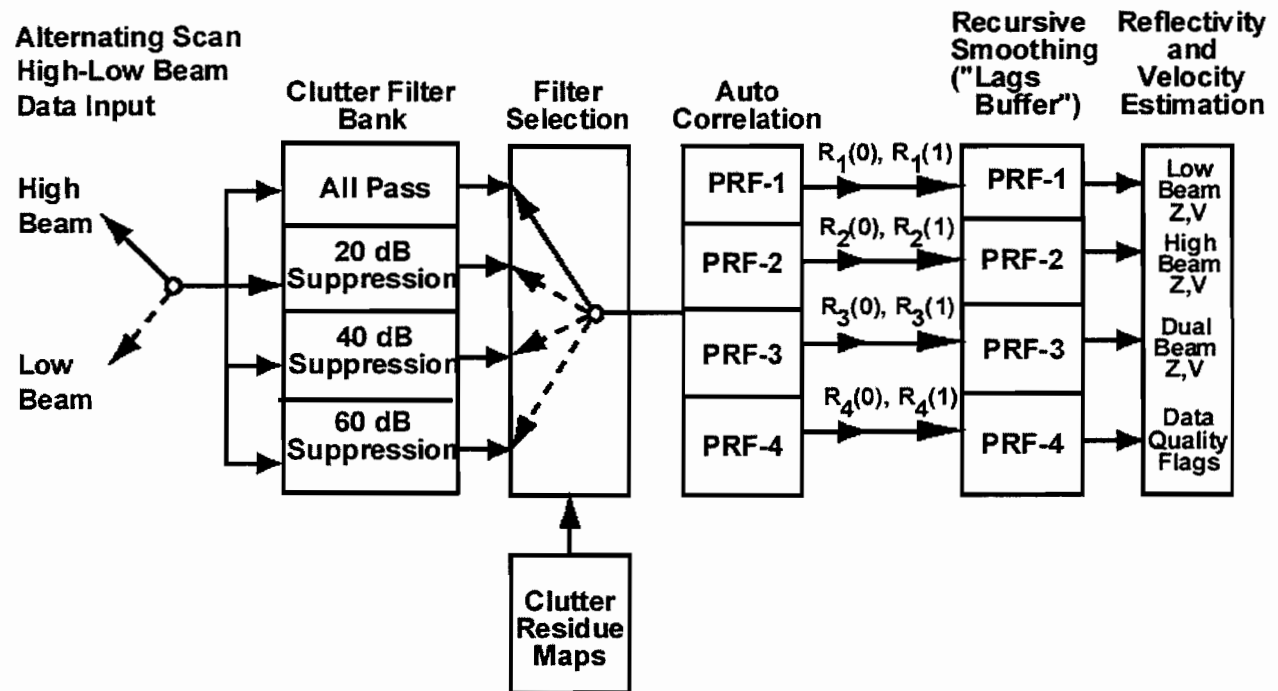 Alternating Scan
High-Low Beam
Data Input
High
Beam
Low
Beam
Clutter Filter
Bank
All Pass
20 dB
Suppression
40 dB
Suppression
60 dB
Suppression
Filter
Selection
Clutter
Residue
Maps
Auto
Correlation
PRF-1
PRF-2
PRF-3
PRF-4
R1(0), R1(1)
R2(0), R2(1)
R3(0), R3(1)
R4(0), R4(1)
Recursive
Smoothing
("Lags
Buffer")
PRF-1
PRF-2
PRF-3
PRF-4
Reflectivity
and
Velocity
Estimation
Low
Beam
Z,V
High
Beam
Z,V
Dual
Beam
Z,V
Data
Quality
Flags